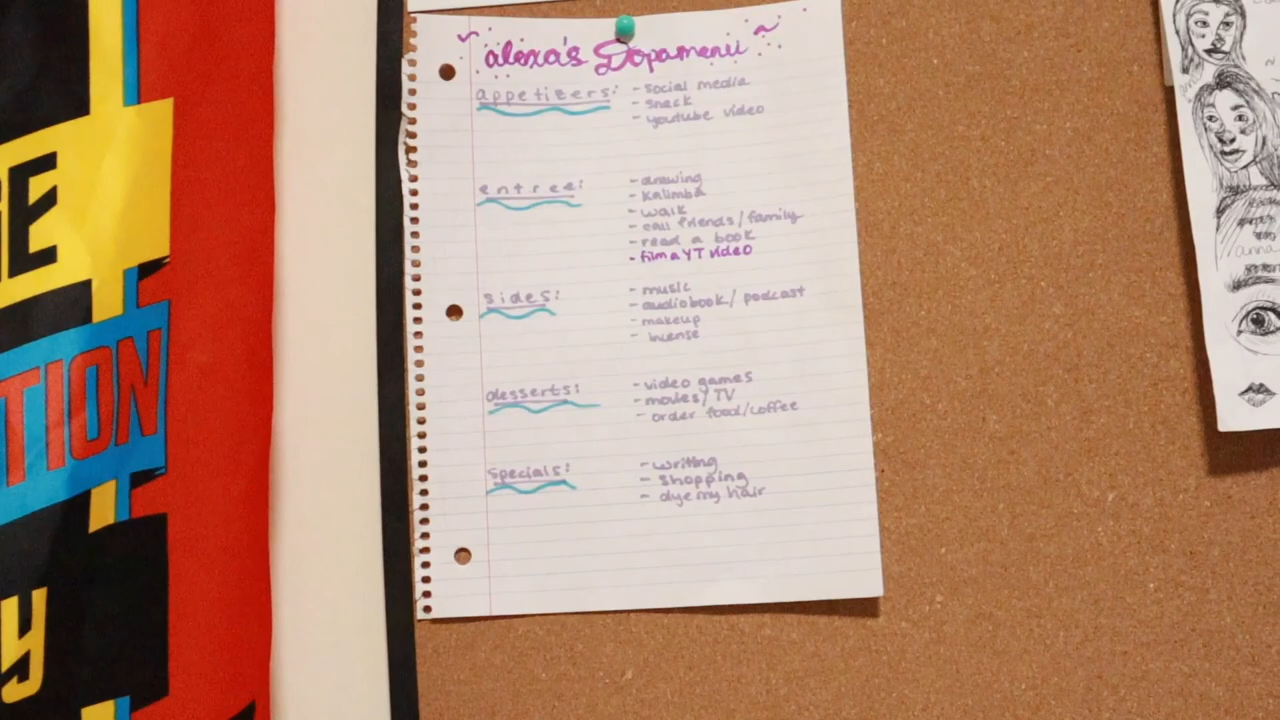 ~ alexa's Dopamenu ~
appetizers:
- social media
- snack
- youtube video
entree:
- drawing
- Kalimba
- walk
- call friends/family
- read a book
- film a YT video
sides:
- music
- audiobook/podcast
- makeup
- incense
desserts:
- video games
- movies/TV
- order food/coffee
specials:
- writing
- shopping
- dye my hair
E
TION
y
anna